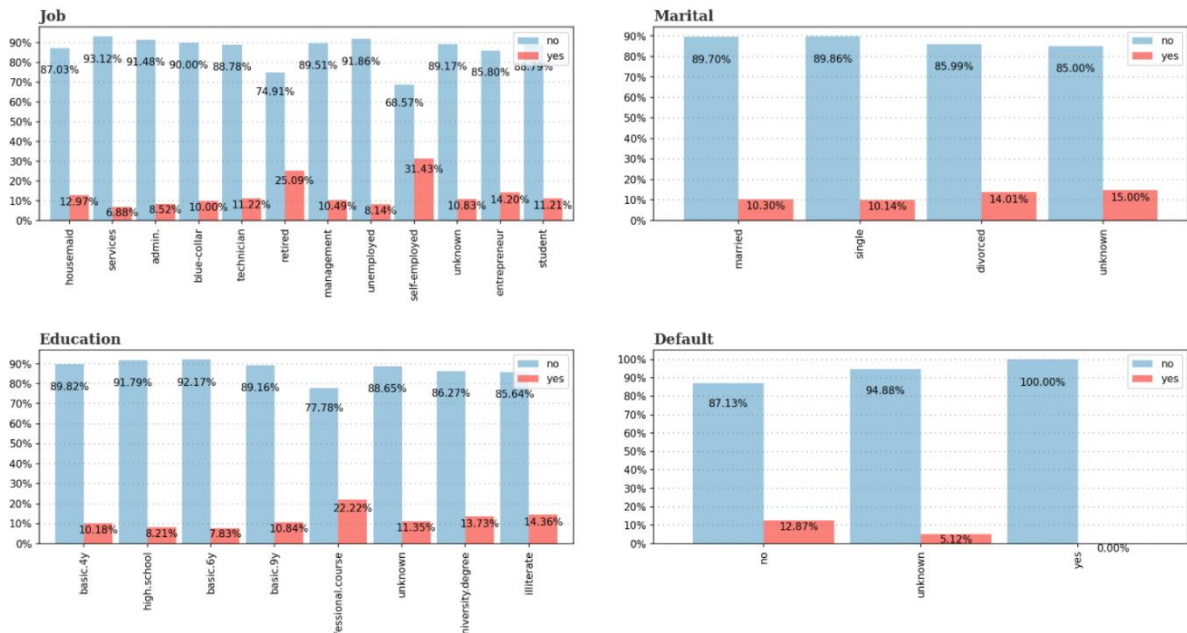 Job
90%
80%
70%
60%
50%
40%
30%
20%
10%
0%
no
yes
87.03%
93.12%
91.48%
90.00%
88.78%
74.91%
89.51%
91.86%
68.57%
89.17%
85.80%
88.79%
12.97%
6.88%
8.52%
10.00%
11.22%
25.09%
10.49%
8.14%
31.43%
10.83%
14.20%
11.21%
housemaid
services
admin.
blue-collar
technician
retired
management
unemployed
self-employed
unknown
entrepreneur
student
Marital
90%
80%
70%
60%
50%
40%
30%
20%
10%
0%
no
yes
89.70%
89.86%
85.99%
85.00%
10.30%
10.14%
14.01%
15.00%
married
single
divorced
unknown
Education
90%
80%
70%
60%
50%
40%
30%
20%
10%
0%
no
yes
89.82%
91.79%
92.17%
89.16%
77.78%
88.65%
86.27%
85.64%
10.18%
8.21%
7.83%
10.84%
22.22%
11.35%
13.73%
14.36%
basic.4y
high.school
basic.6y
basic.9y
fessional.course
unknown
niversity.degree
illiterate
Default
100%
90%
80%
70%
60%
50%
40%
30%
20%
10%
0%
no
yes
87.13%
94.88%
100.00%
12.87%
5.12%
0.00%
no
unknown
yes